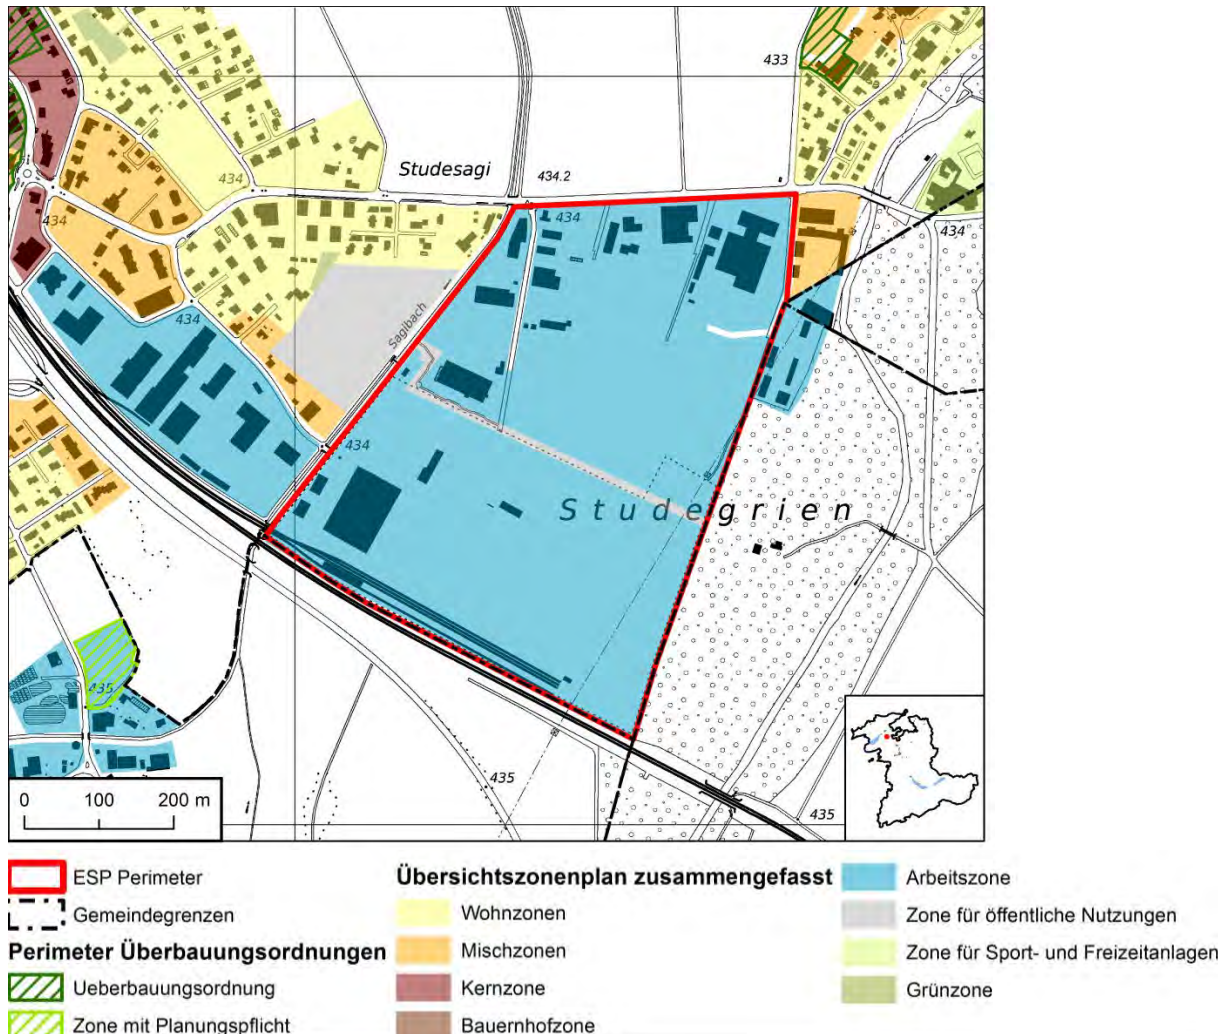 433
Studesagi
434.2
434
434
434
434
434
Sagibach
434
Studegrien
435
435
435
0 100 200 m
ESP Perimeter
Gemeindegrenzen
Perimeter Überbauungsordnungen
Ueberbauungsordnung
Zone mit Planungspflicht
Übersichtszonenplan zusammengefasst
Wohnzonen
Mischzonen
Kernzone
Bauernhofzone
Arbeitszone
Zone für öffentliche Nutzungen
Zone für Sport- und Freizeitanlagen
Grünzone